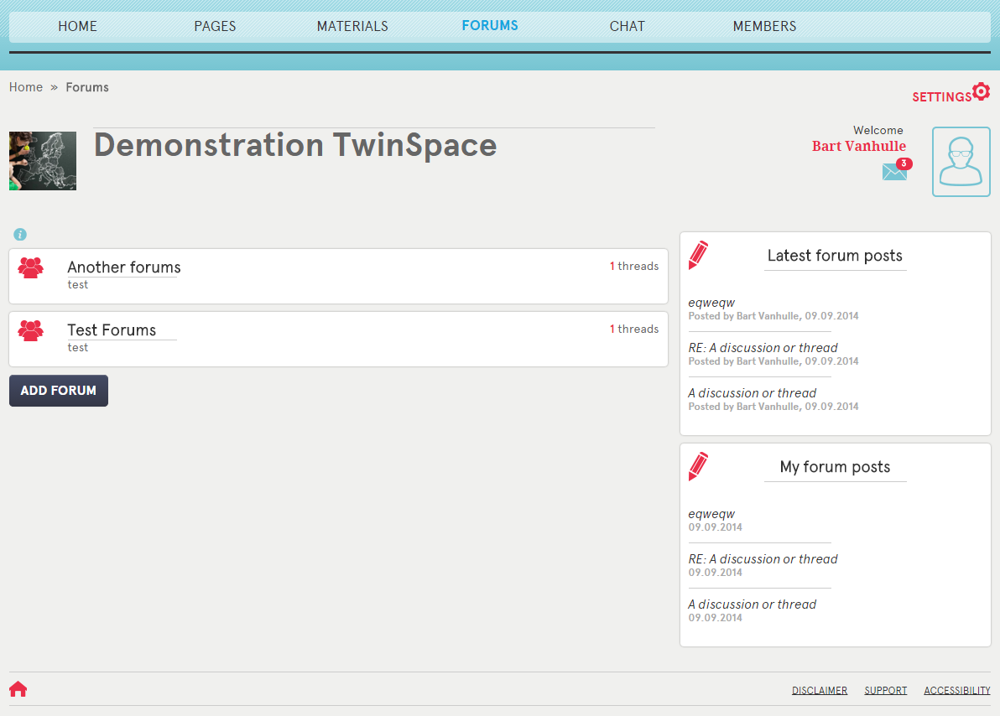 HOME PAGES MATERIALS FORUMS CHAT MEMBERS
Home » Forums
SETTINGS
Demonstration TwinSpace
Welcome
Bart Vanhulle
3
i
Another forums
1 threads
test
Test Forums
1 threads
test
ADD FORUM
Latest forum posts
eqweqw
Posted by Bart Vanhulle, 09.09.2014
RE: A discussion or thread
Posted by Bart Vanhulle, 09.09.2014
A discussion or thread
Posted by Bart Vanhulle, 09.09.2014
My forum posts
eqweqw
09.09.2014
RE: A discussion or thread
09.09.2014
A discussion or thread
09.09.2014
DISCLAIMER SUPPORT ACCESSIBILITY